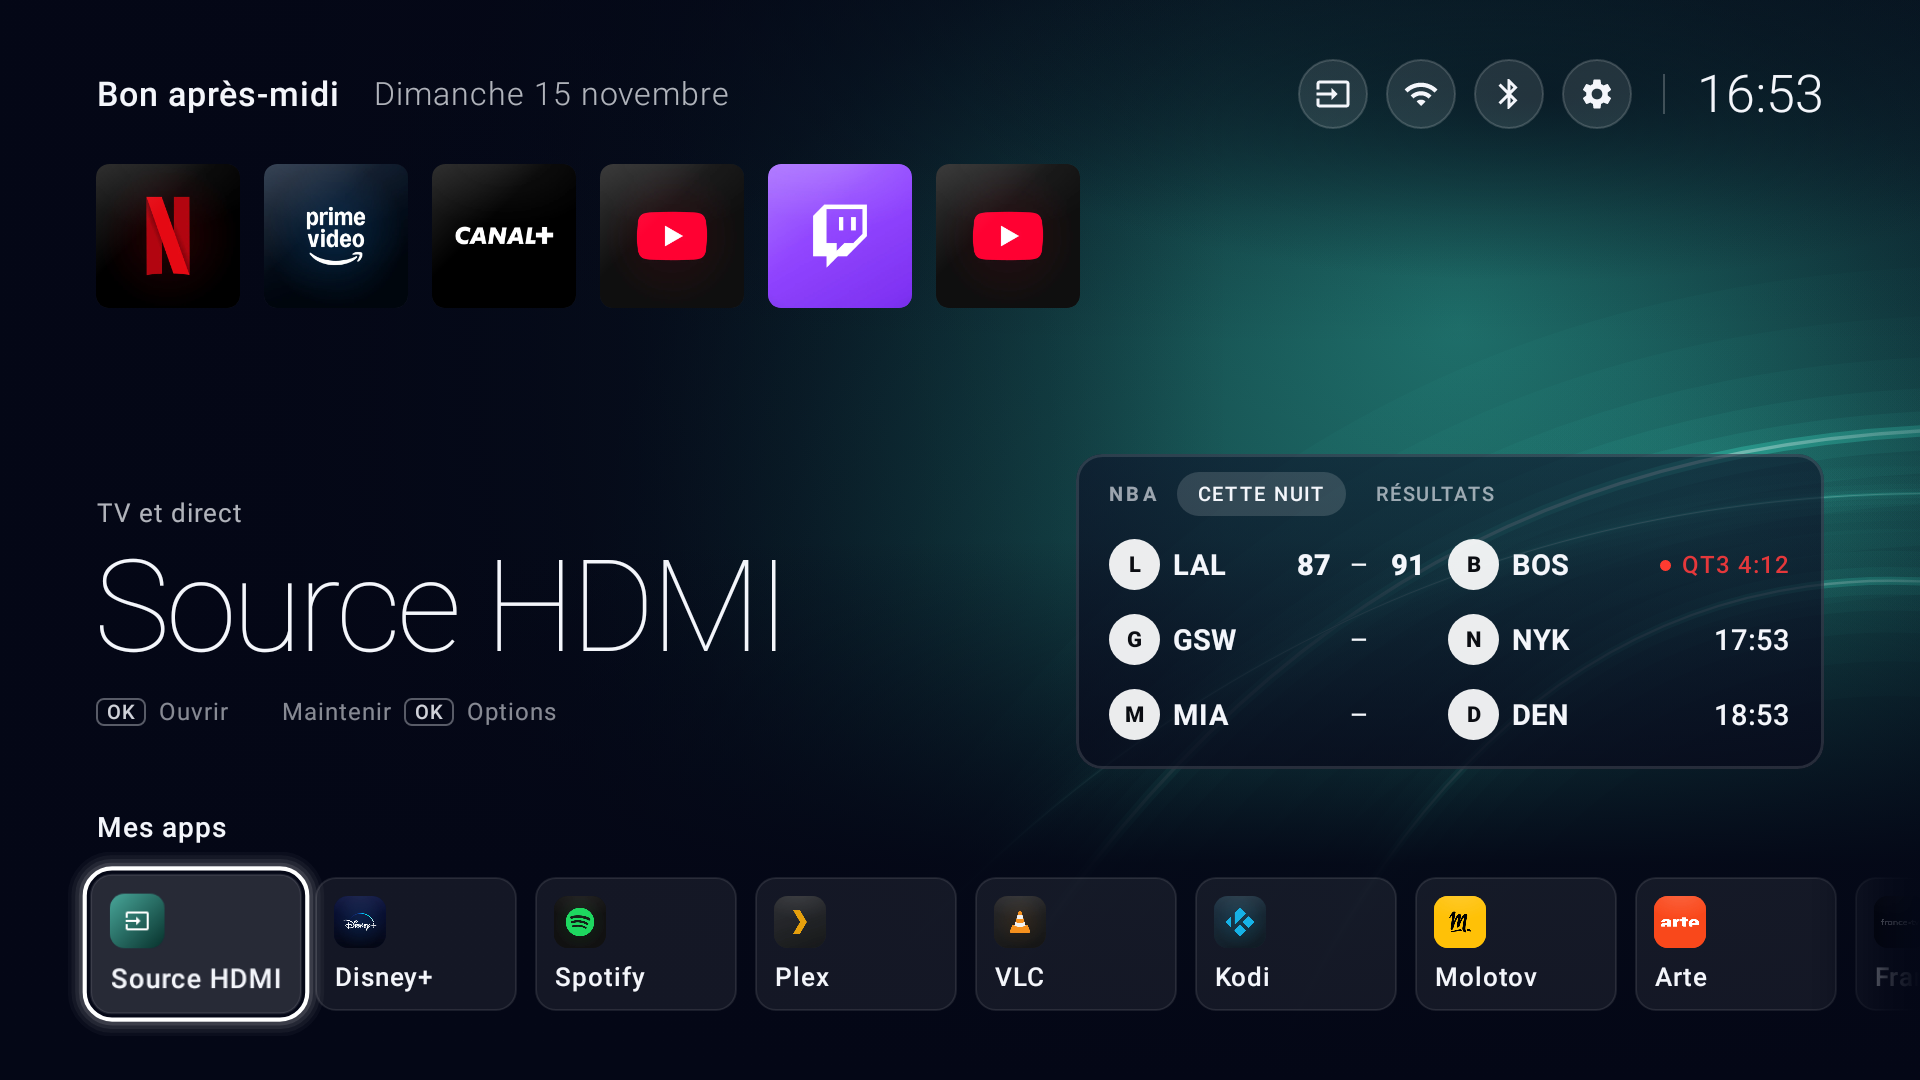 Bon après-midi Dimanche 15 novembre
16:53
prime video
CANAL+
TV et direct
Source HDMI
OK Ouvrir Maintenir OK Options
NBA CETTE NUIT RÉSULTATS
L LAL 87 – 91 B BOS QT3 4:12
G GSW – N NYK 17:53
M MIA – D DEN 18:53
Mes apps
Disney+
arte
Source HDMI
Disney+
Spotify
Plex
VLC
Kodi
Molotov
Arte